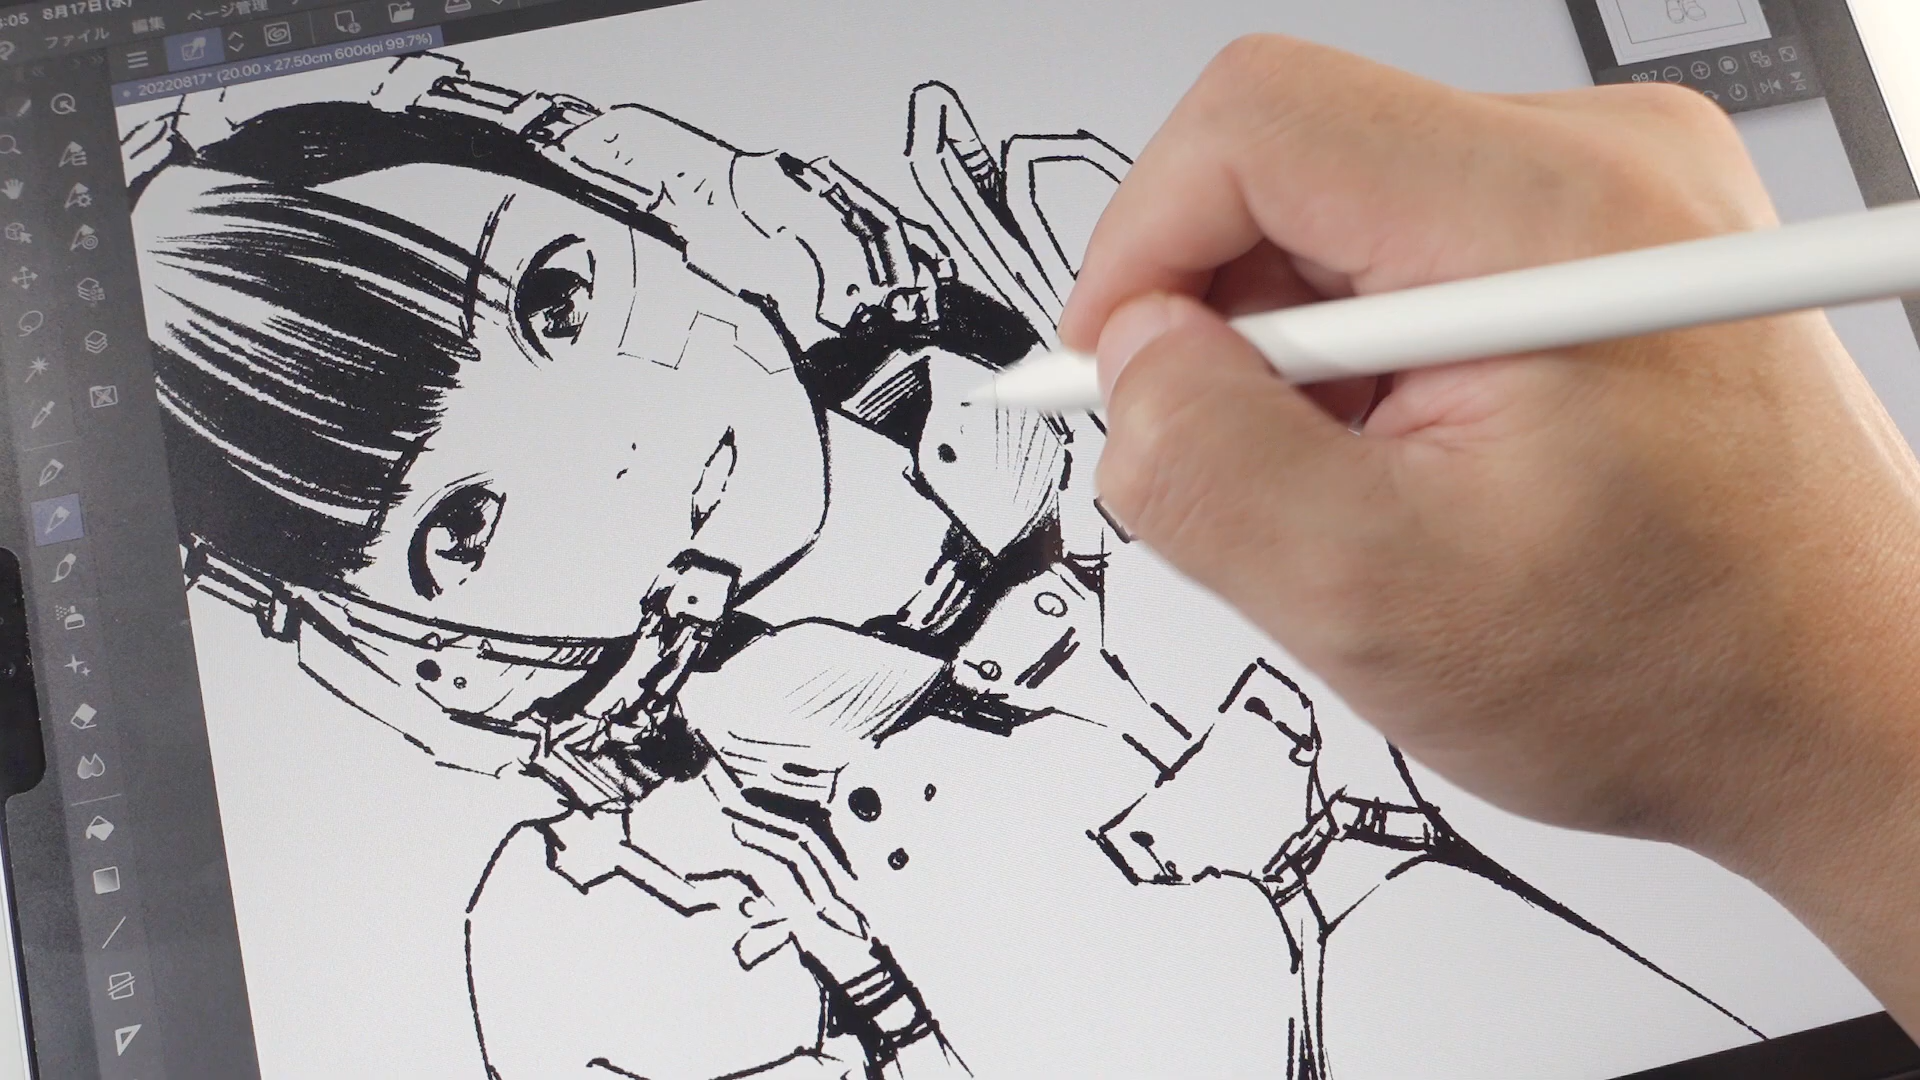 8月17日(水)
ファイル 編集 ページ管理
20220817* (20.00 x 27.50cm 600dpi 99.7%)
99.7